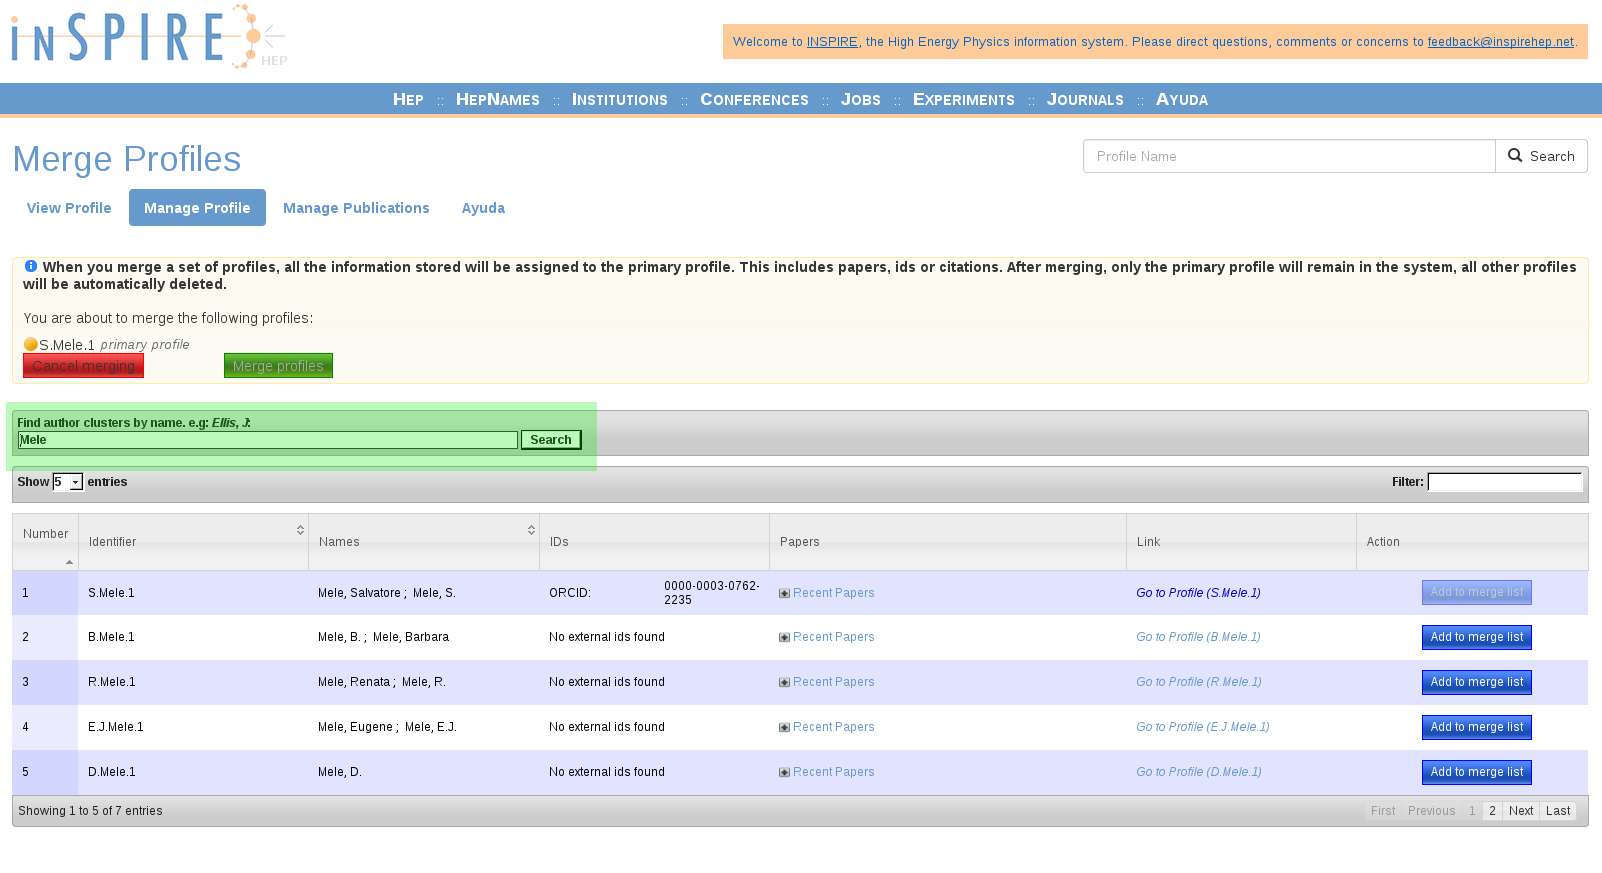 inSPIRE HEP
Welcome to INSPIRE, the High Energy Physics information system. Please direct questions, comments or concerns to feedback@inspirehep.net.
Hep :: HepNames :: Institutions :: Conferences :: Jobs :: Experiments :: Journals :: Ayuda
Merge Profiles
Profile Name
Search
View Profile
Manage Profile
Manage Publications
Ayuda
When you merge a set of profiles, all the information stored will be assigned to the primary profile. This includes papers, ids or citations. After merging, only the primary profile will remain in the system, all other profiles
will be automatically deleted.
You are about to merge the following profiles:
S.Mele.1 primary profile
Cancel merging
Merge profiles
Find author clusters by name. e.g: Ellis, J:
Mele
Search
Show 5 entries
Filter:
Number Identifier Names IDs Papers Link Action
1 S.Mele.1 Mele, Salvatore ; Mele, S. ORCID: 0000-0003-0762-
2235 Recent Papers Go to Profile (S.Mele.1) Add to merge list
2 B.Mele.1 Mele, B. ; Mele, Barbara No external ids found Recent Papers Go to Profile (B.Mele.1) Add to merge list
3 R.Mele.1 Mele, Renata ; Mele, R. No external ids found Recent Papers Go to Profile (R.Mele.1) Add to merge list
4 E.J.Mele.1 Mele, Eugene ; Mele, E.J. No external ids found Recent Papers Go to Profile (E.J.Mele.1) Add to merge list
5 D.Mele.1 Mele, D. No external ids found Recent Papers Go to Profile (D.Mele.1) Add to merge list
Showing 1 to 5 of 7 entries
First Previous 1 2 Next Last